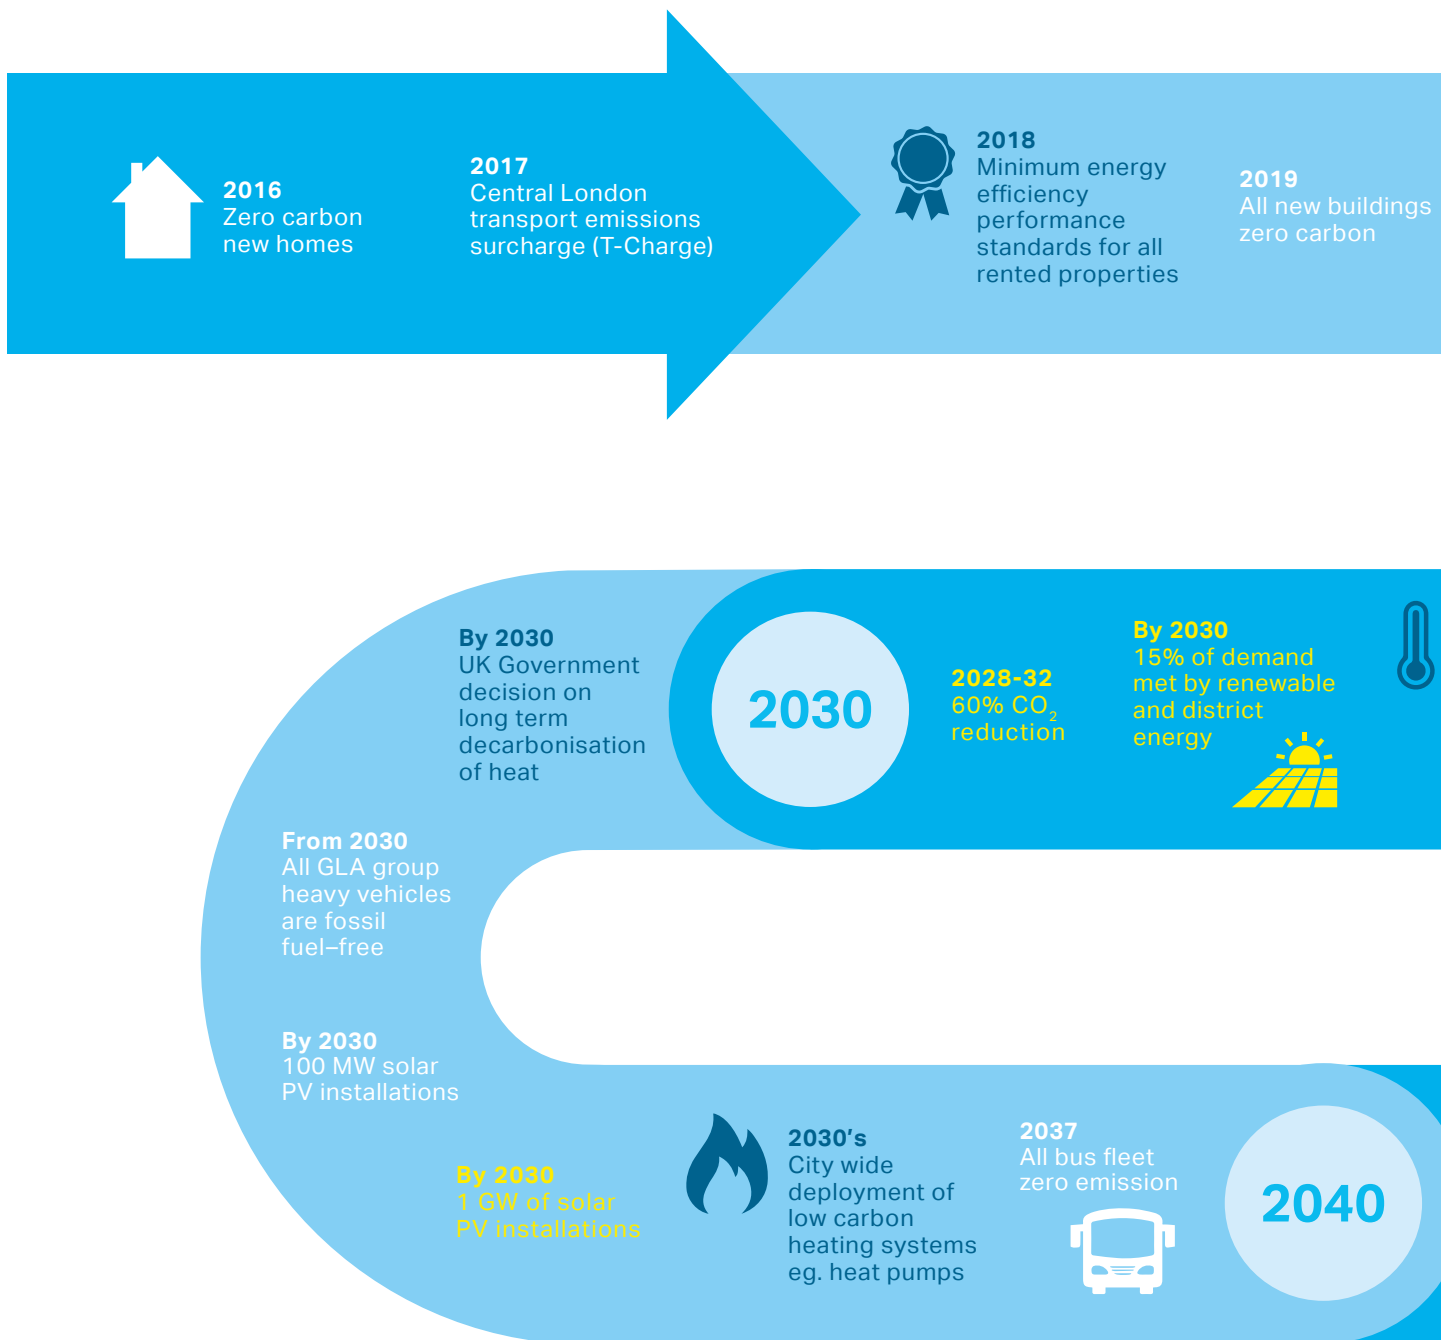 2016
Zero carbon
new homes
2017
Central London
transport emissions
surcharge (T-Charge)
2018
Minimum energy
efficiency
performance
standards for all
rented properties
2019
All new buildings
zero carbon
By 2030
UK Government
decision on
long term
decarbonisation
of heat
2030
2028-32
60% CO₂
reduction
By 2030
15% of demand
met by renewable
and district
energy
From 2030
All GLA group
heavy vehicles
are fossil
fuel–free
By 2030
100 MW solar
PV installations
By 2030
1 GW of solar
PV installations
2030's
City wide
deployment of
low carbon
heating systems
eg. heat pumps
2037
All bus fleet
zero emission
2040